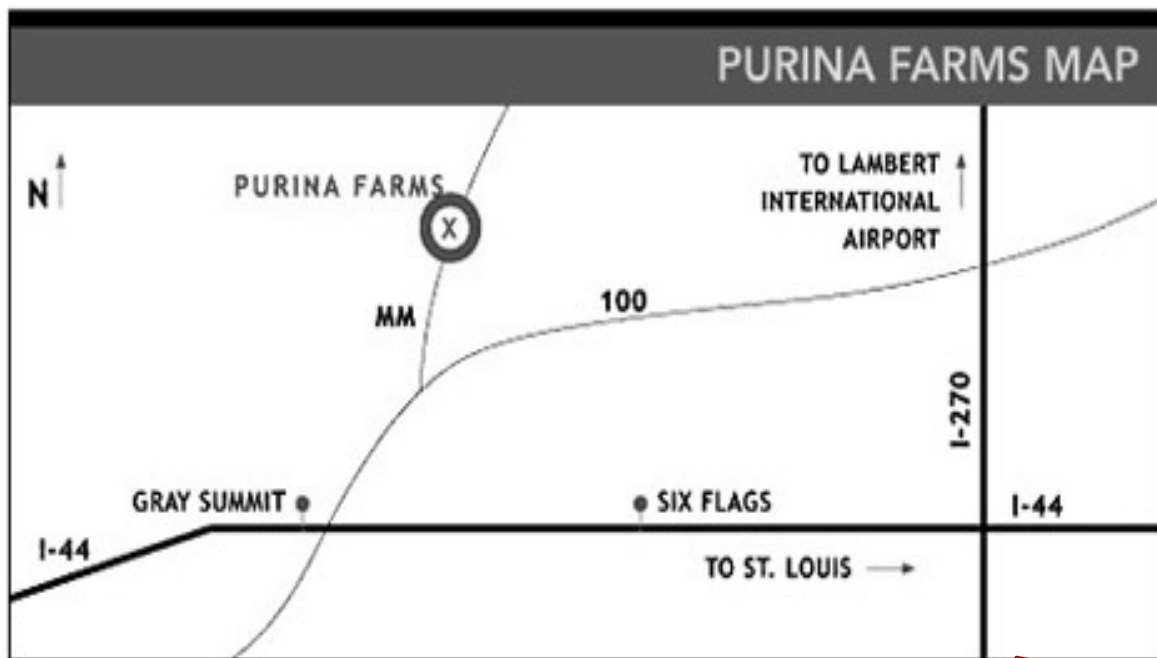 PURINA FARMS MAP
N
PURINA FARMS
X
TO LAMBERT
INTERNATIONAL
AIRPORT
MM
100
I-270
GRAY SUMMIT
SIX FLAGS
I-44
I-44
TO ST. LOUIS